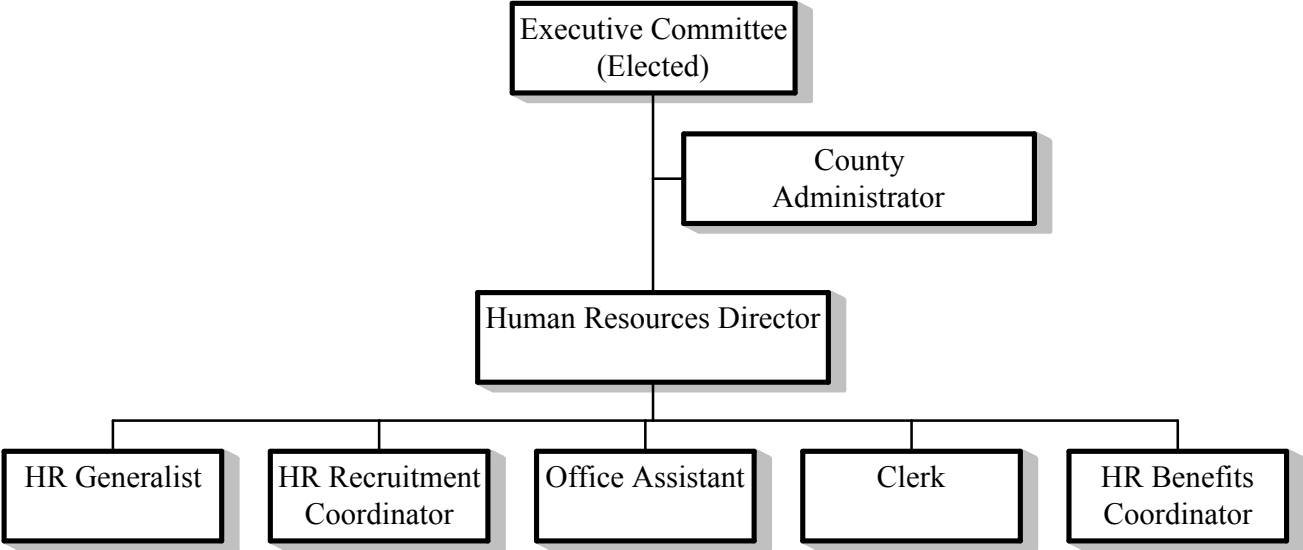 Executive Committee
(Elected)
County
Administrator
Human Resources Director
HR Generalist
HR Recruitment
Coordinator
Office Assistant
Clerk
HR Benefits
Coordinator